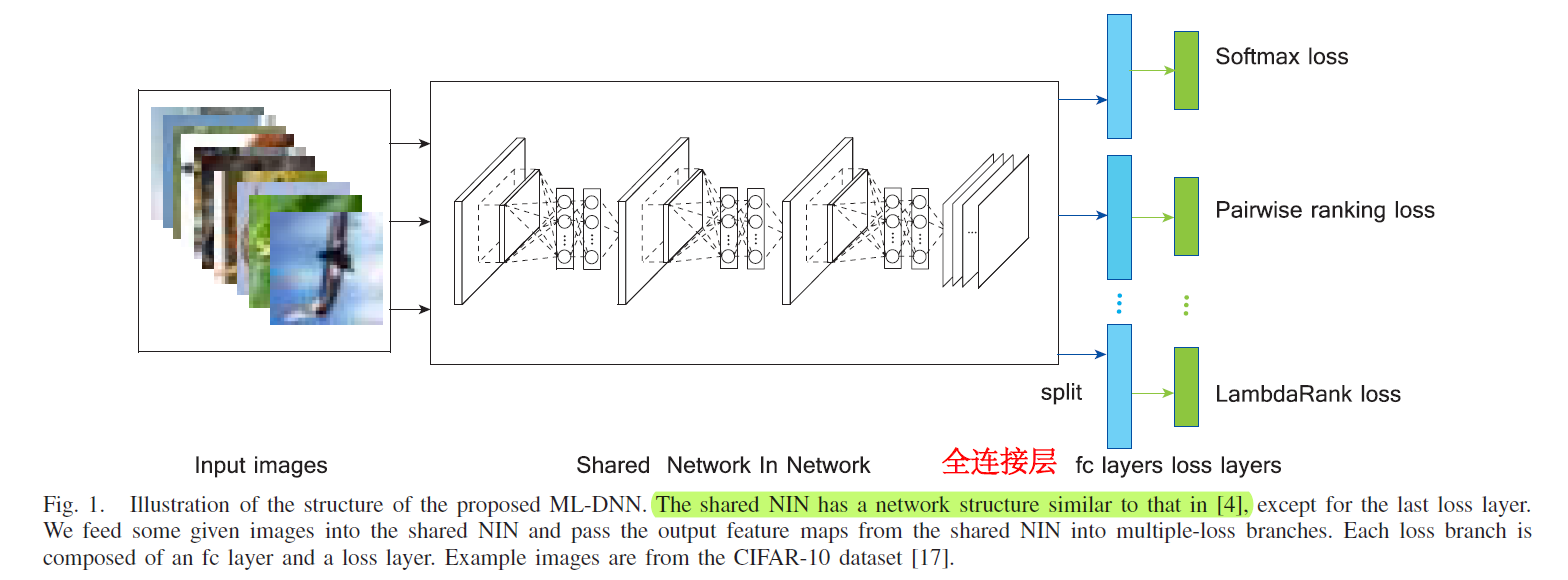 Softmax loss
Pairwise ranking loss
split
LambdaRank loss
Input images
Shared Network In Network
全连接层
fc layers loss layers
Fig. 1. Illustration of the structure of the proposed ML-DNN. The shared NIN has a network structure similar to that in [4], except for the last loss layer.
We feed some given images into the shared NIN and pass the output feature maps from the shared NIN into multiple-loss branches. Each loss branch is
composed of an fc layer and a loss layer. Example images are from the CIFAR-10 dataset [17].